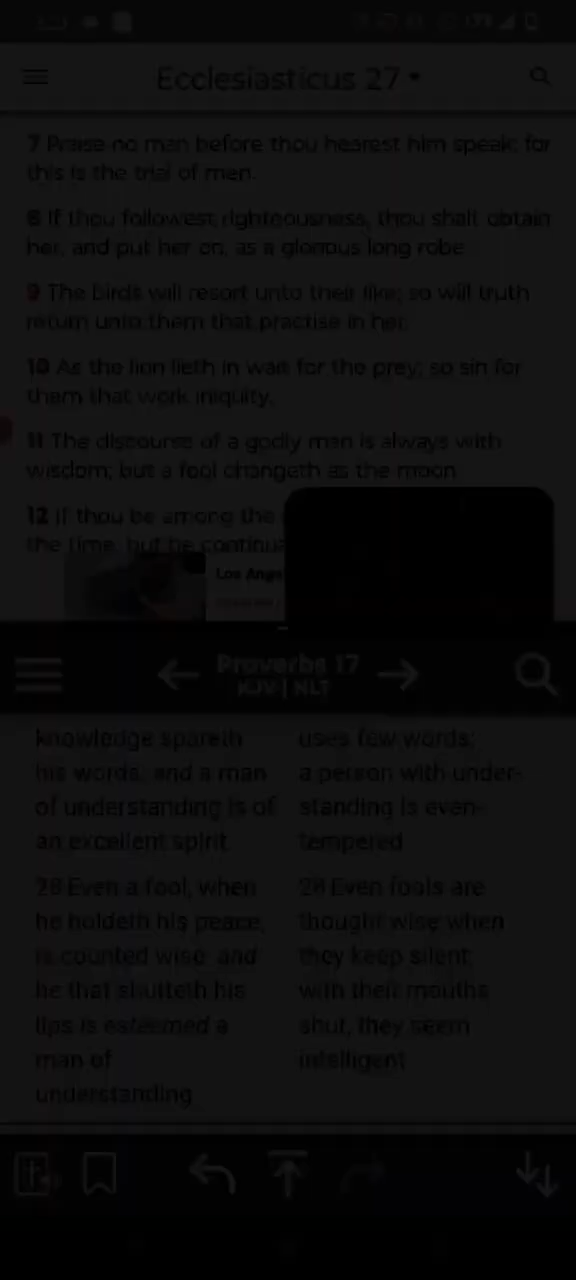 Ecclesiasticus 27
7 Praise no man before thou hearest him speak; for
this is the trial of men.
8 If thou followest righteousness, thou shalt obtain
her, and put her on, as a glorious long robe.
9 The birds will resort unto their like; so will truth
return unto them that practise in her.
10 As the lion lieth in wait for the prey; so sin for
them that work iniquity.
11 The discourse of a godly man is always with
wisdom; but a fool changeth as the moon.
12 If thou be among the
the time; but be continua
Los Ange
Proverbs 17
KJV | NLT
knowledge spareth
his words: and a man
of understanding is of
an excellent spirit.
28 Even a fool, when
he holdeth his peace,
is counted wise: and
he that shutteth his
lips is esteemed a
man of
understanding.
uses few words;
a person with under-
standing is even-
tempered.
28 Even fools are
thought wise when
they keep silent;
with their mouths
shut, they seem
intelligent.